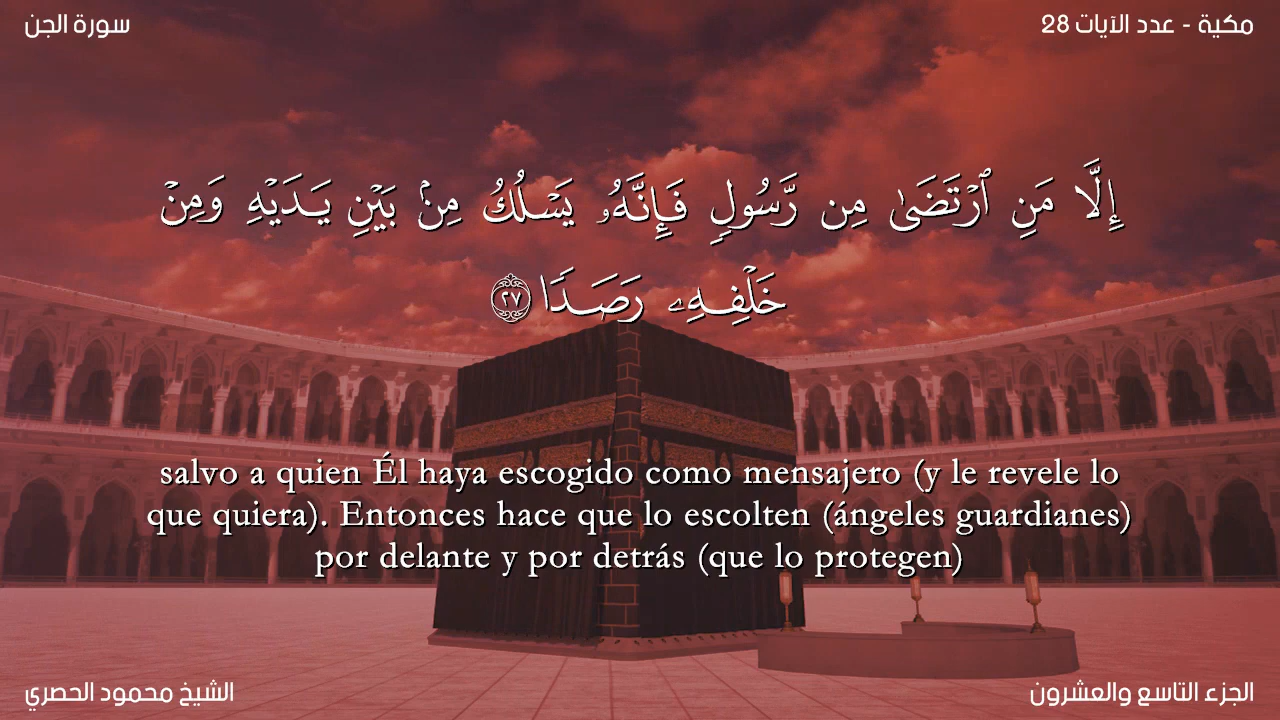 مكية - عدد الآيات 28
سورة الجن
إِلَّا مَنِ ٱرْتَضَىٰ مِن رَّسُولٍ فَإِنَّهُۥ يَسْلُكُ مِنۢ بَيْنِ يَدَيْهِ وَمِنْ
خَلْفِهِۦ رَصَدًا ٢٧
salvo a quien Él haya escogido como mensajero (y le revele lo
que quiera). Entonces hace que lo escolten (ángeles guardianes)
por delante y por detrás (que lo protegen)
الجزء التاسع والعشرون
الشيخ محمود الحصري